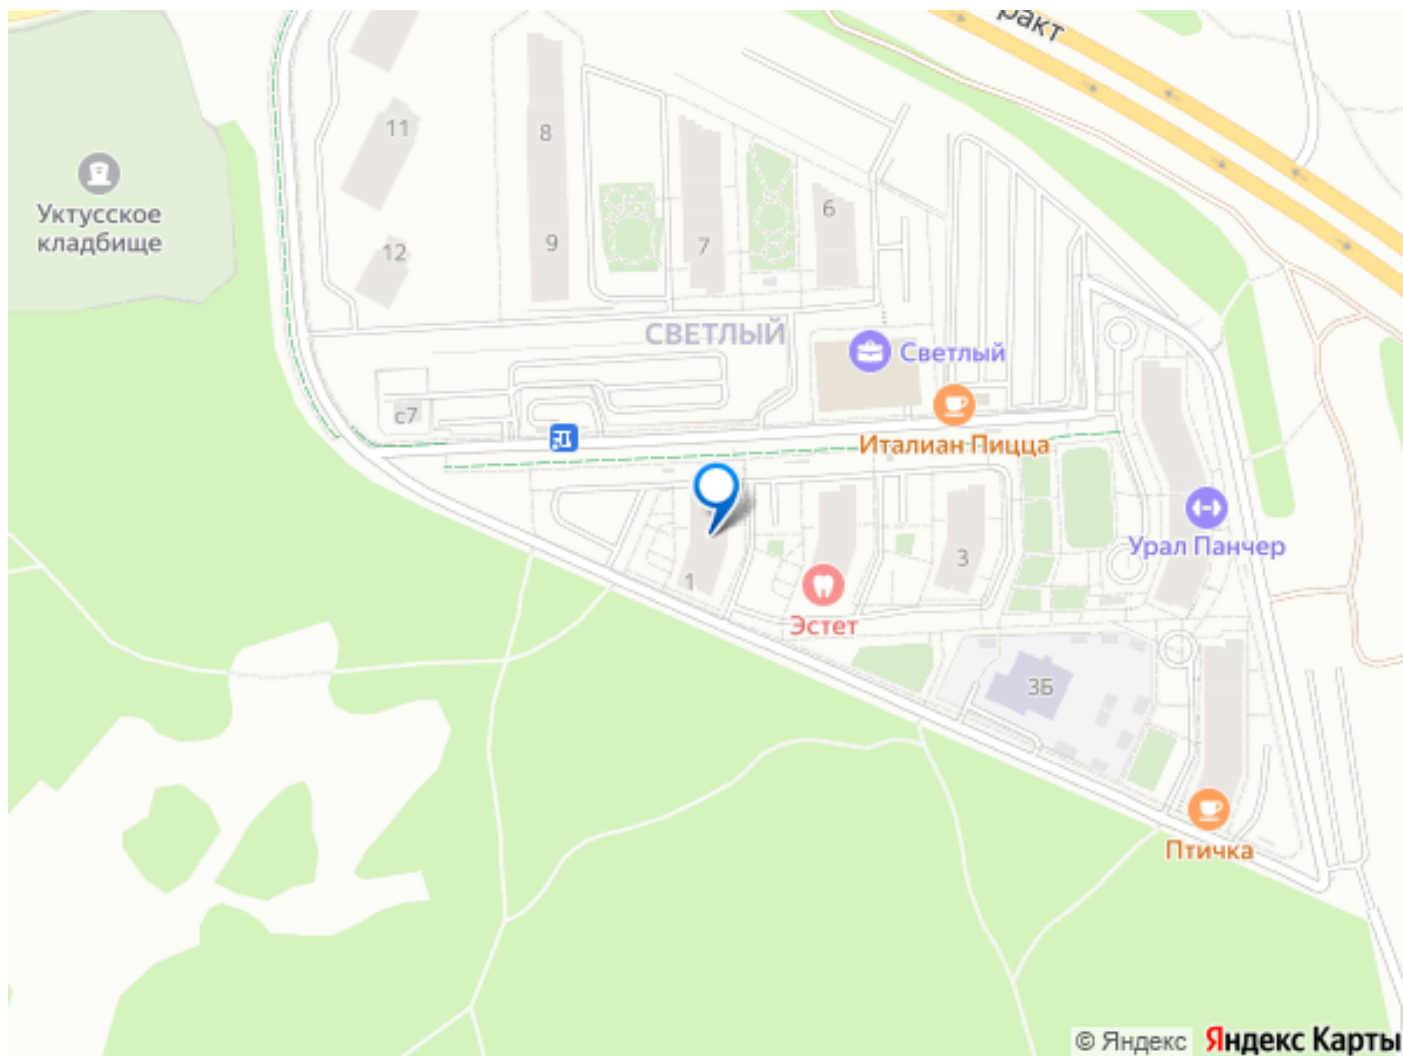 ракт
11
8
Уктусское
кладбище
6
12
9
7
СВЕТЛЫЙ
Светлый
с7
Италиан Пицца
Урал Панчер
3
1
Эстет
3Б
Птичка
© Яндекс Яндекс Карты